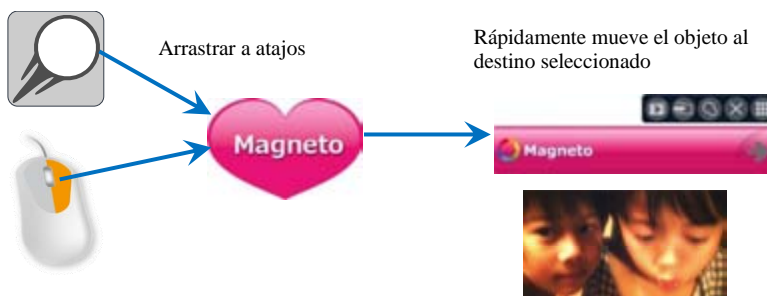 Arrastrar a atajos
Rápidamente mueve el objeto al
destino seleccionado
Magneto
Magneto